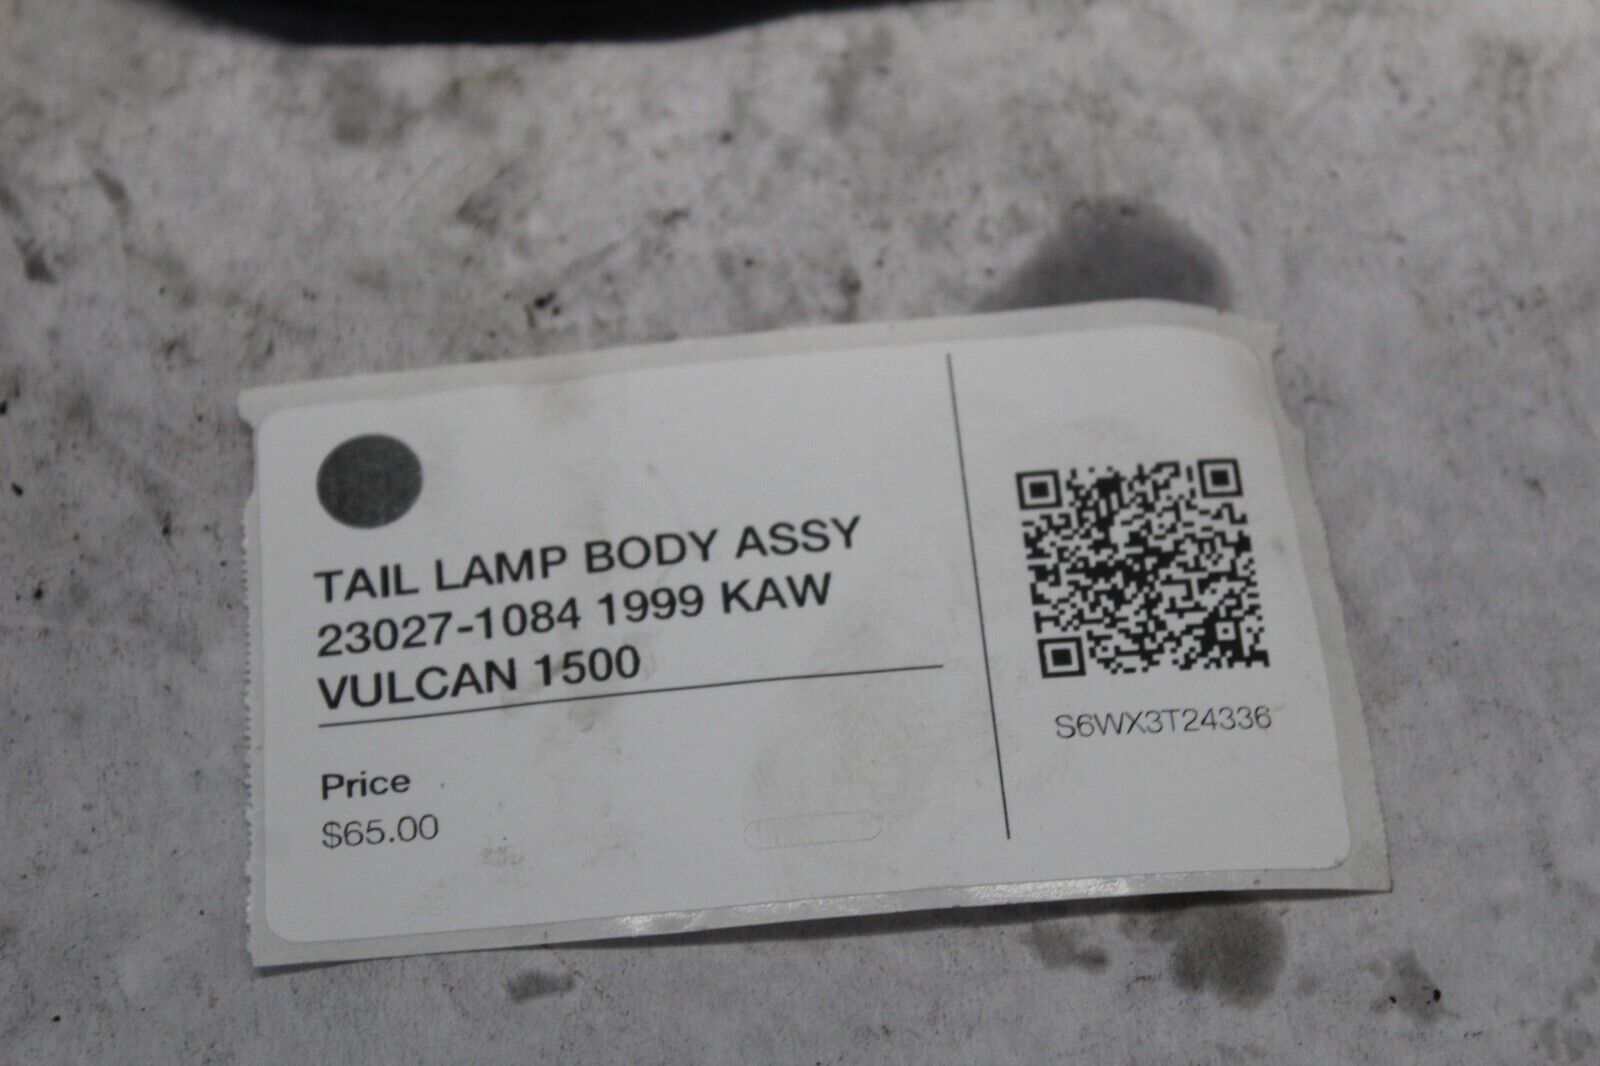 TAIL LAMP BODY ASSY
23027-1084 1999 KAW
VULCAN 1500
Price
$65.00
S6WX3T24336